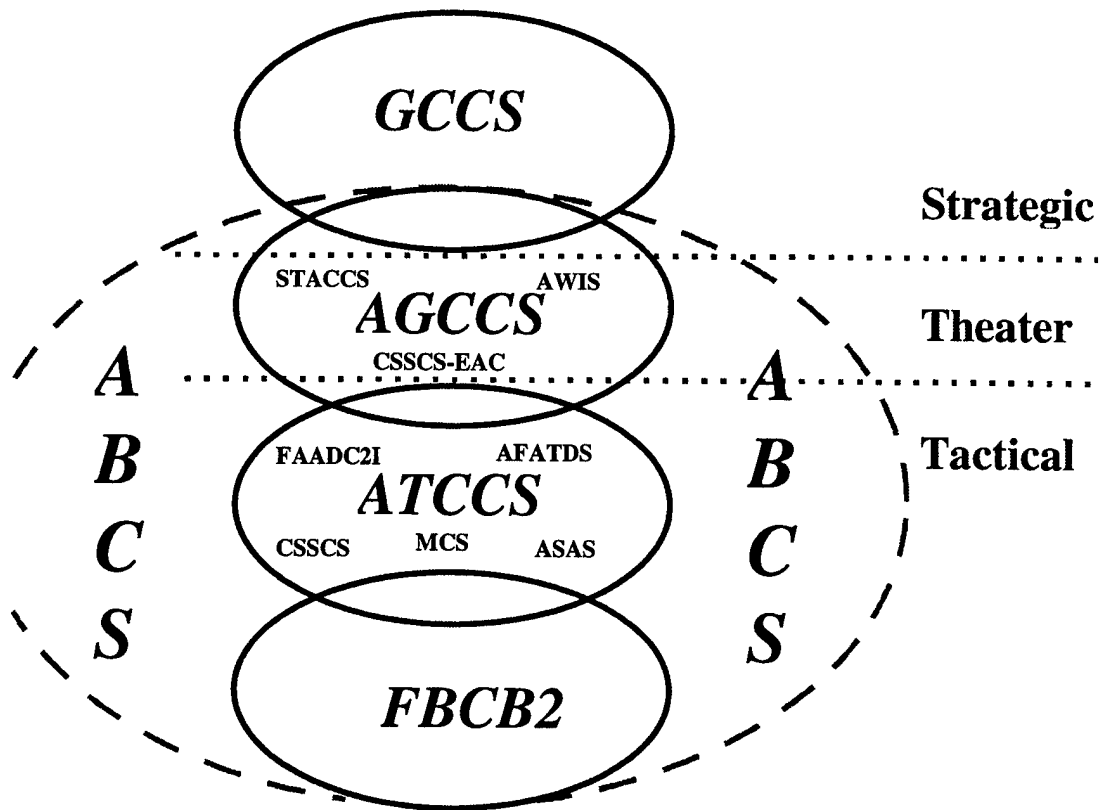 GCCS
Strategic
STACCS AWIS
AGCCS
Theater
CSSCS-EAC
A A
B B
C C
S S
Tactical
FAADC2I AFATDS
ATCCS
CSSCS MCS ASAS
FBCB2